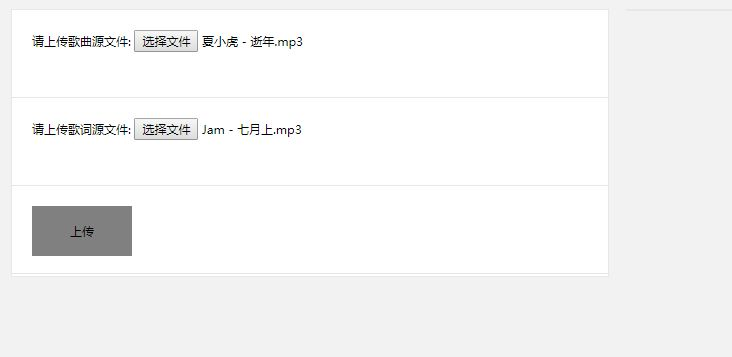 请上传歌曲源文件: 选择文件 夏小虎 - 逝年.mp3
请上传歌词源文件: 选择文件 Jam - 七月上.mp3
上传